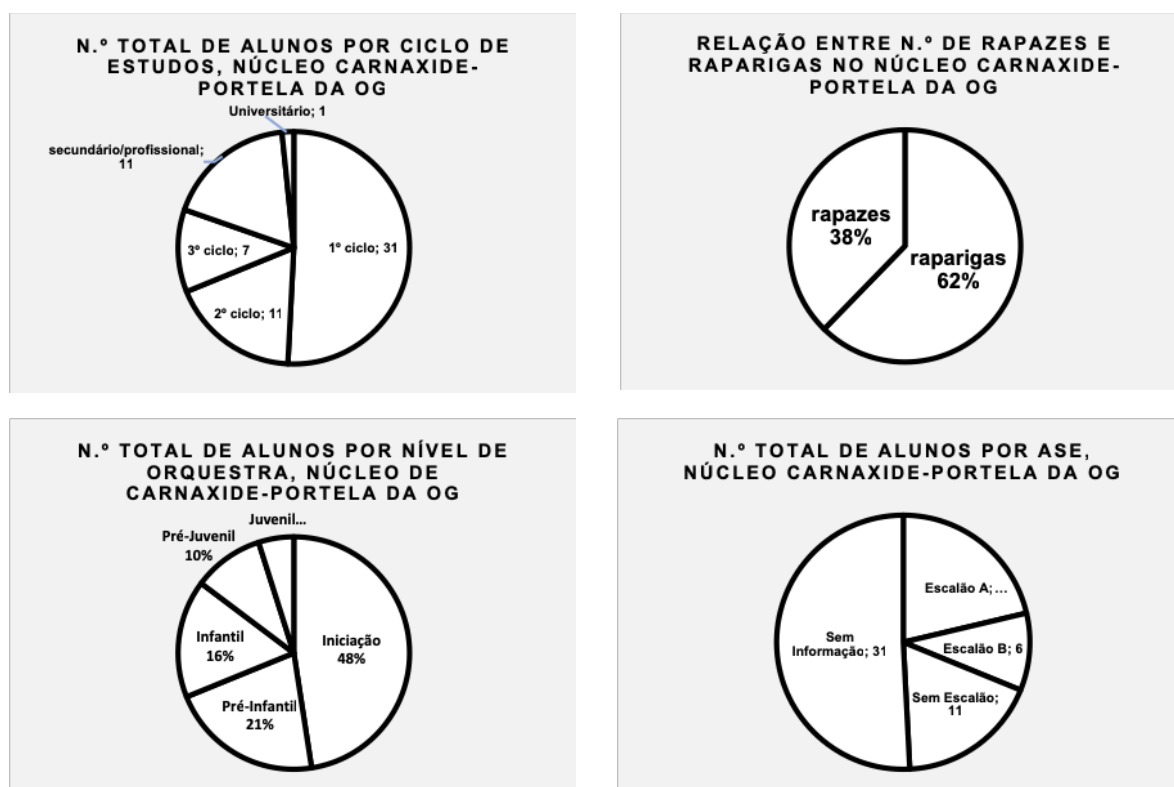 N.º TOTAL DE ALUNOS POR CICLO DE
ESTUDOS, NÚCLEO CARNAXIDE-
PORTELA DA OG
Universitário; 1
secundário/profissional;
11
3º ciclo; 7
1º ciclo; 31
2º ciclo; 11
RELAÇÃO ENTRE N.º DE RAPAZES E
RAPARIGAS NO NÚCLEO CARNAXIDE-
PORTELA DA OG
rapazes
38%
raparigas
62%
N.º TOTAL DE ALUNOS POR NÍVEL DE
ORQUESTRA, NÚCLEO DE
CARNAXIDE-PORTELA DA OG
Juvenil...
Pré-Juvenil
10%
Infantil
16%
Iniciação
48%
Pré-Infantil
21%
N.º TOTAL DE ALUNOS POR ASE,
NÚCLEO CARNAXIDE-PORTELA DA OG
Escalão A; ...
Sem
Informação; 31
Escalão B; 6
Sem Escalão;
11